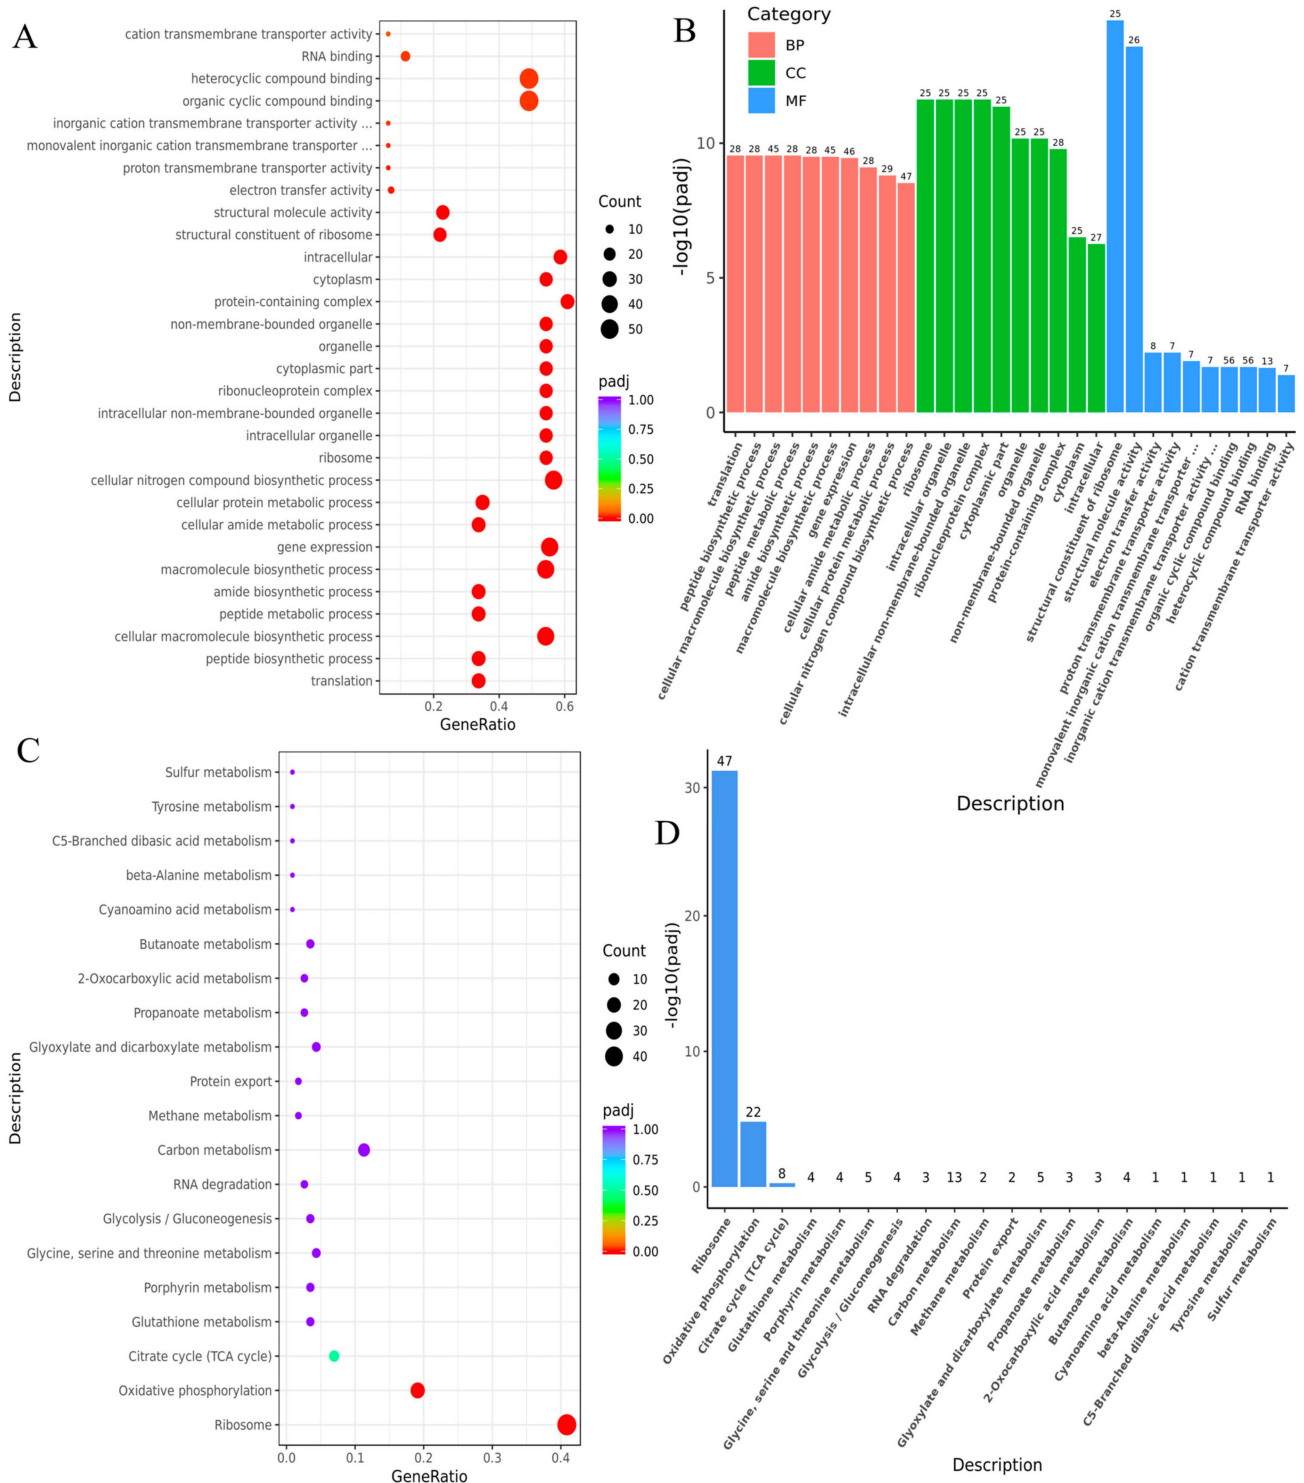 A
cation transmembrane transporter activity
RNA binding
heterocyclic compound binding
organic cyclic compound binding
inorganic cation transmembrane transporter activity ...
monovalent inorganic cation transmembrane transporter ...
proton transmembrane transporter activity
electron transfer activity
structural molecule activity
structural constituent of ribosome
intracellular
cytoplasm
protein-containing complex
non-membrane-bounded organelle
organelle
cytoplasmic part
ribonucleoprotein complex
intracellular non-membrane-bounded organelle
intracellular organelle
ribosome
cellular nitrogen compound biosynthetic process
cellular protein metabolic process
cellular amide metabolic process
gene expression
macromolecule biosynthetic process
amide biosynthetic process
peptide metabolic process
cellular macromolecule biosynthetic process
peptide biosynthetic process
translation
Description
0.2 0.4 0.6
GeneRatio
Count
10
20
30
40
50
padj
1.00
0.75
0.50
0.25
0.00
B
Category
BP
CC
MF
-log10(padj)
10
5
0
28 28 45 28 28 45 46 28 29 47 25 25 25 25 25 25 25 28 25 27 25 26 8 7 7 7 56 56 13 7
translation
peptide biosynthetic process
cellular macromolecule biosynthetic process
peptide metabolic process
amide biosynthetic process
macromolecule biosynthetic process
gene expression
cellular amide metabolic process
cellular protein metabolic process
cellular nitrogen compound biosynthetic process
ribosome
intracellular organelle
intracellular non-membrane-bounded organelle
ribonucleoprotein complex
cytoplasmic part
organelle
non-membrane-bounded organelle
protein-containing complex
cytoplasm
intracellular
structural constituent of ribosome
structural molecule activity
electron transfer activity
proton transmembrane transporter activity
monovalent inorganic cation transmembrane transporter ...
inorganic cation transmembrane transporter activity ...
organic cyclic compound binding
heterocyclic compound binding
RNA binding
cation transmembrane transporter activity
Description
C
Sulfur metabolism
Tyrosine metabolism
C5-Branched dibasic acid metabolism
beta-Alanine metabolism
Cyanoamino acid metabolism
Butanoate metabolism
2-Oxocarboxylic acid metabolism
Propanoate metabolism
Glyoxylate and dicarboxylate metabolism
Protein export
Methane metabolism
Carbon metabolism
RNA degradation
Glycolysis / Gluconeogenesis
Glycine, serine and threonine metabolism
Porphyrin metabolism
Glutathione metabolism
Citrate cycle (TCA cycle)
Oxidative phosphorylation
Ribosome
Description
0.0 0.1 0.2 0.3 0.4
GeneRatio
Count
10
20
30
40
padj
1.00
0.75
0.50
0.25
0.00
D
-log10(padj)
30
20
10
0
47 22 8 4 4 5 4 3 13 2 2 5 3 3 4 1 1 1 1 1
Ribosome
Oxidative phosphorylation
Citrate cycle (TCA cycle)
Glutathione metabolism
Porphyrin metabolism
Glycine, serine and threonine metabolism
Glycolysis / Gluconeogenesis
RNA degradation
Carbon metabolism
Methane metabolism
Protein export
Glyoxylate and dicarboxylate metabolism
Propanoate metabolism
2-Oxocarboxylic acid metabolism
Butanoate metabolism
Cyanoamino acid metabolism
beta-Alanine metabolism
C5-Branched dibasic acid metabolism
Tyrosine metabolism
Sulfur metabolism
Description